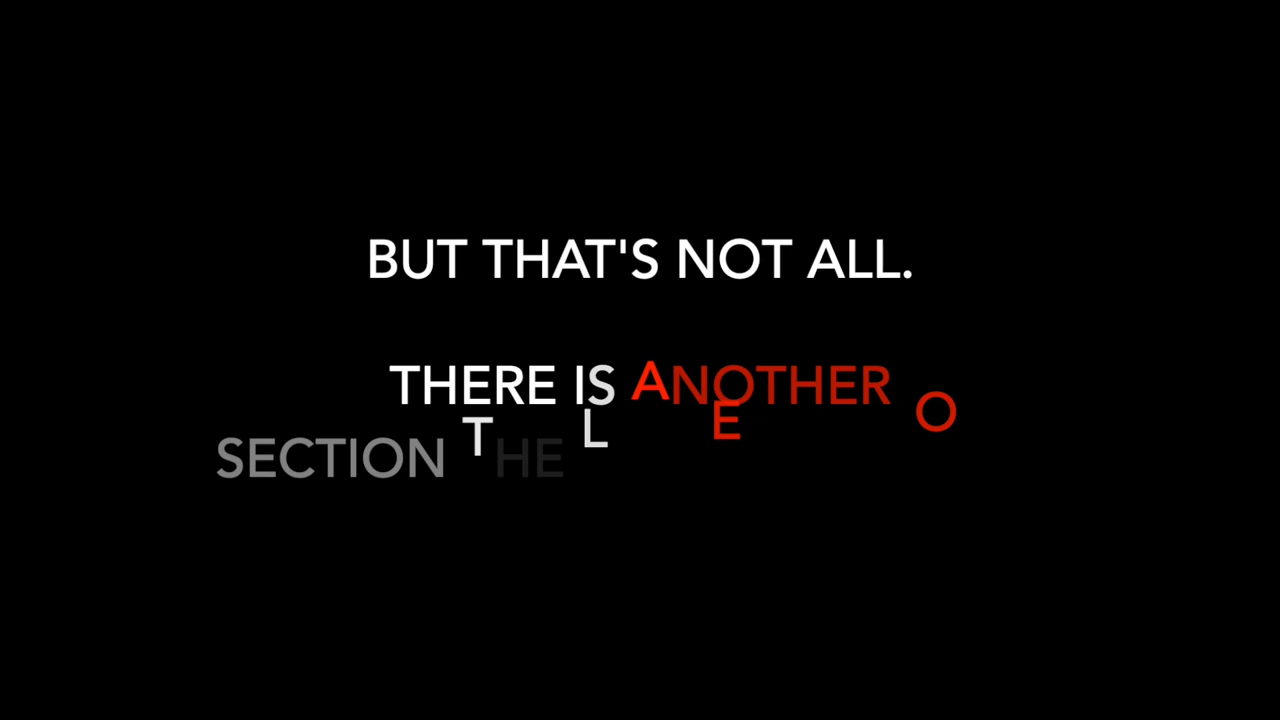 BUT THAT'S NOT ALL.
THERE IS ANOTHER
SECTION THE